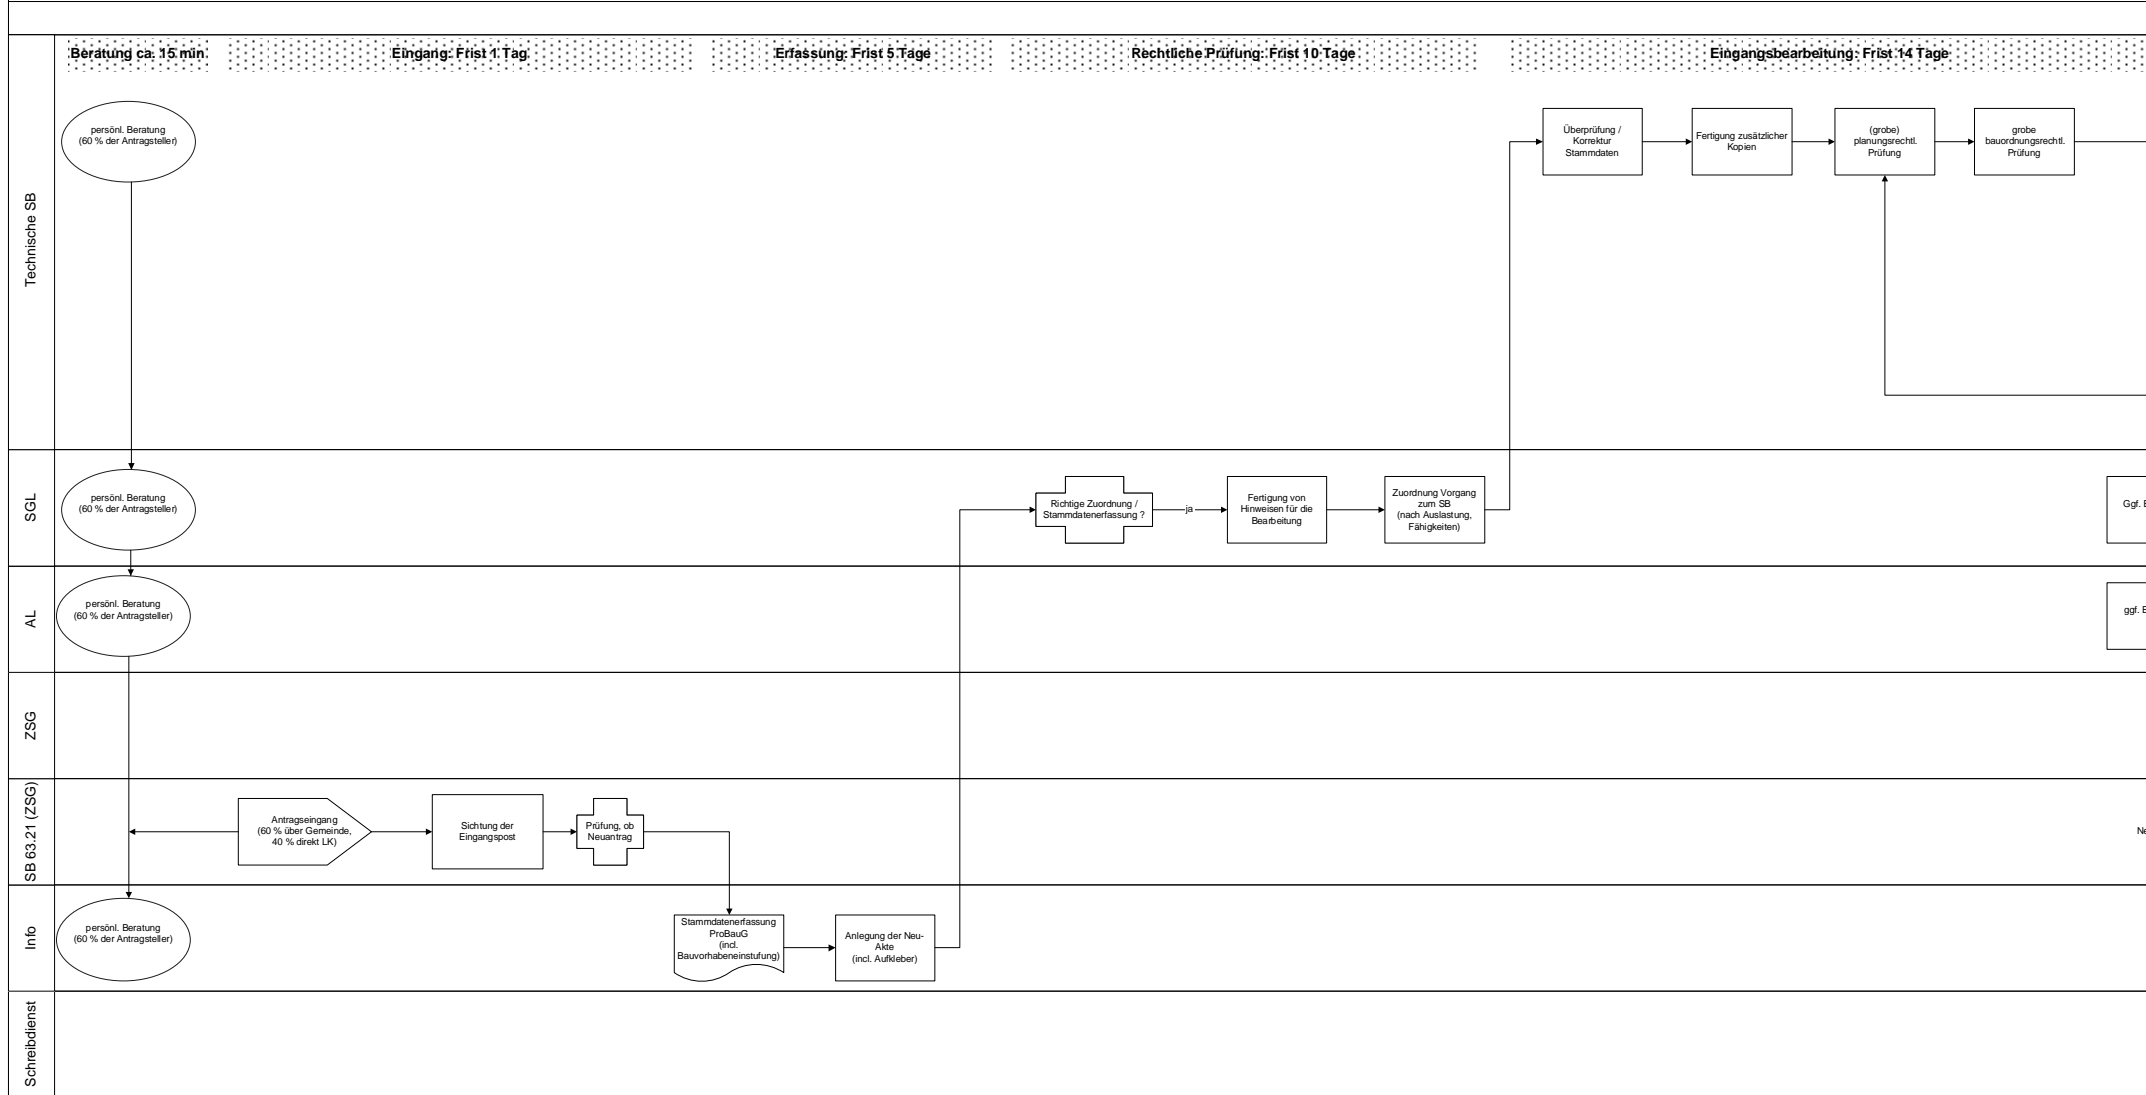 Beratung ca. 15 min
Eingang: Frist 1 Tag
Erfassung: Frist 5 Tage
Rechtliche Prüfung: Frist 10 Tage
Eingangsbearbeitung: Frist 14 Tage
Technische SB
persönl. Beratung
(60 % der Antragsteller)
Überprüfung /
Korrektur
Stammdaten
Fertigung zusätzlicher
Kopien
(grobe)
planungsrechtl.
Prüfung
grobe
bauordnungsrechtl.
Prüfung
SGL
persönl. Beratung
(60 % der Antragsteller)
Richtige Zuordnung /
Stammdatenerfassung ?
ja
Fertigung von
Hinweisen für die
Bearbeitung
Zuordnung Vorgang
zum SB
(nach Auslastung,
Fähigkeiten)
Ggf. E
AL
persönl. Beratung
(60 % der Antragsteller)
ggf. E
ZSG
SB 63.21 (ZSG)
Antragseingang
(60 % über Gemeinde,
40 % direkt LK)
Sichtung der
Eingangspost
Prüfung, ob
Neuantrag
Ne
Info
persönl. Beratung
(60 % der Antragsteller)
Stammdatenerfassung
ProBauG
(incl.
Bauvorhabeneinstufung)
Anlegung der Neu-
Akte
(incl. Aufkleber)
Schreibdienst